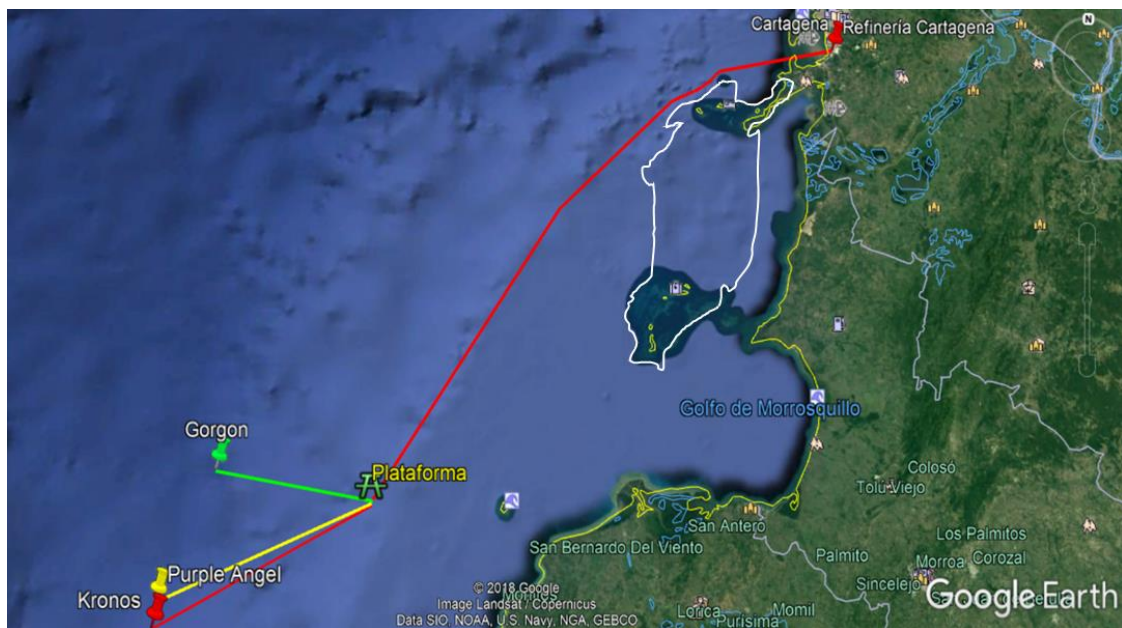 Cartagena
Refinería Cartagena
N
Golfo de Morrosquillo
Gorgon
Plataforma
Colosó
Tolú Viejo
San Antero
San Bernardo Del Viento
Los Palmitos
Palmito
Morroa Corozal
Sincelejo
Purple Angel
Kronos
© 2018 Google
Image Landsat / Copernicus
Data SIO, NOAA, U.S. Navy, NGA, GEBCO
Lorica
Momil
Purísima
Google Earth